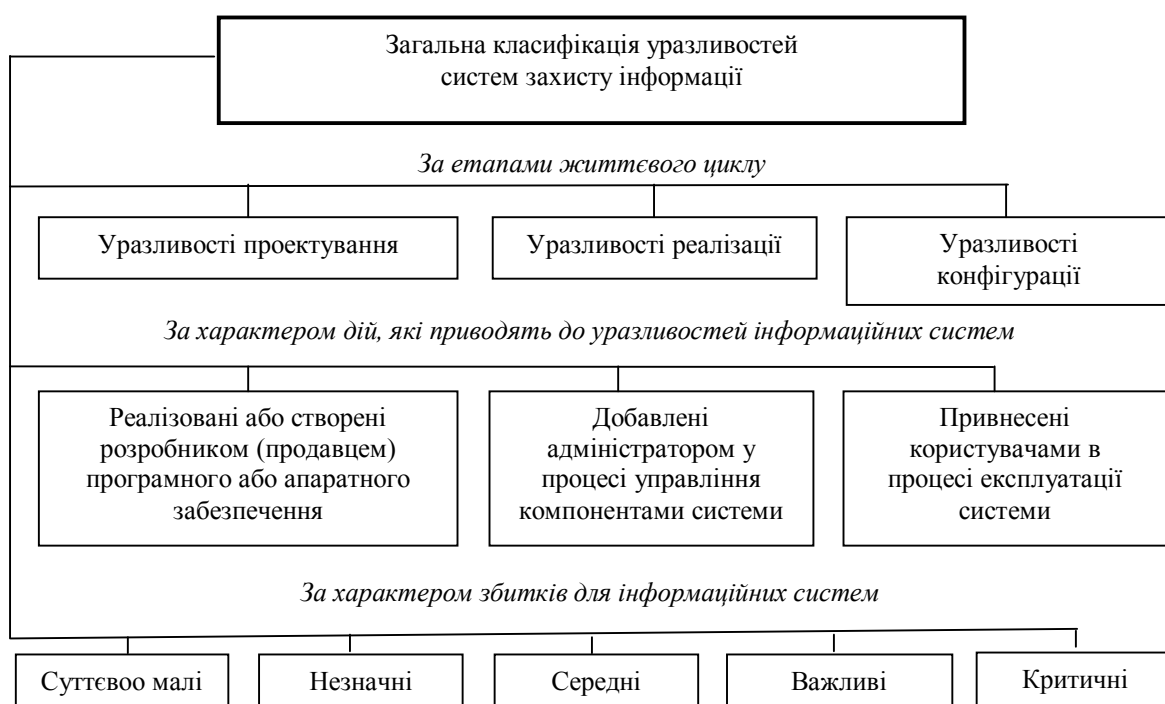 Загальна класифікація уразливостей
систем захисту інформації
За етапами життєвого циклу
Уразливості проектування
Уразливості реалізації
Уразливості
конфігурації
За характером дій, які приводять до уразливостей інформаційних систем
Реалізовані або створені
розробником (продавцем)
програмного або апаратного
забезпечення
Добавлені
адміністратором у
процесі управління
компонентами системи
Привнесені
користувачами в
процесі експлуатації
системи
За характером збитків для інформаційних систем
Суттєвоо малі
Незначні
Середні
Важливі
Критичні